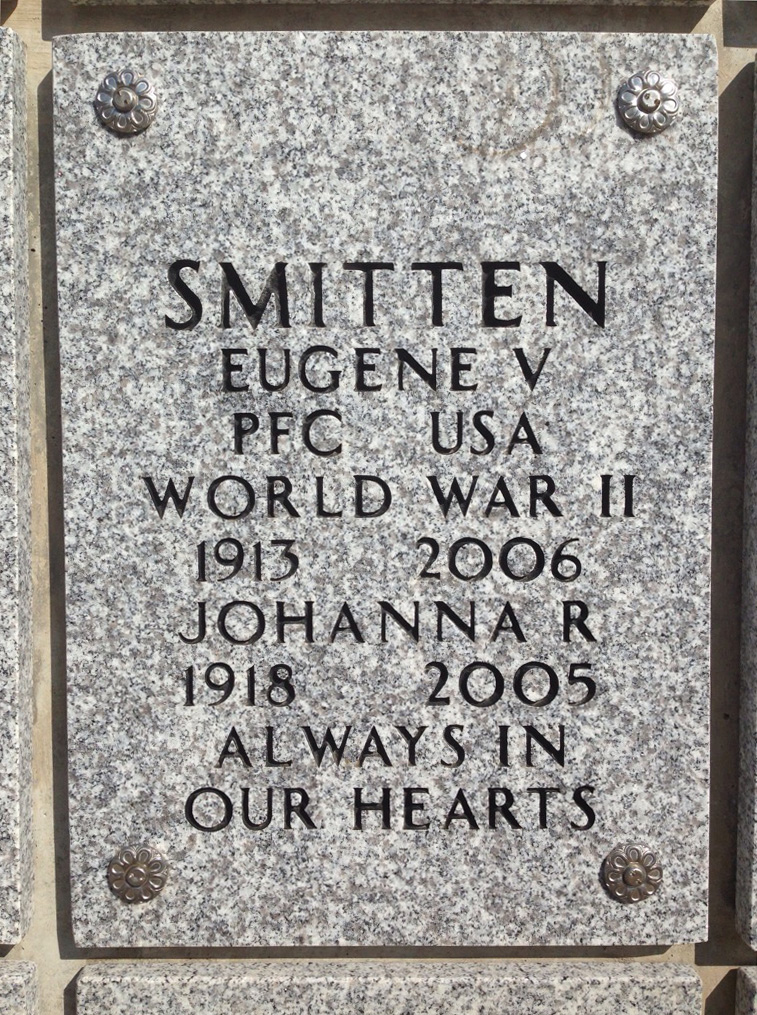 SMITTEN
EUGENE V
PFC USA
WORLD WAR II
1913 2006
JOHANNA R
1918 2005
ALWAYS IN
OUR HEARTS